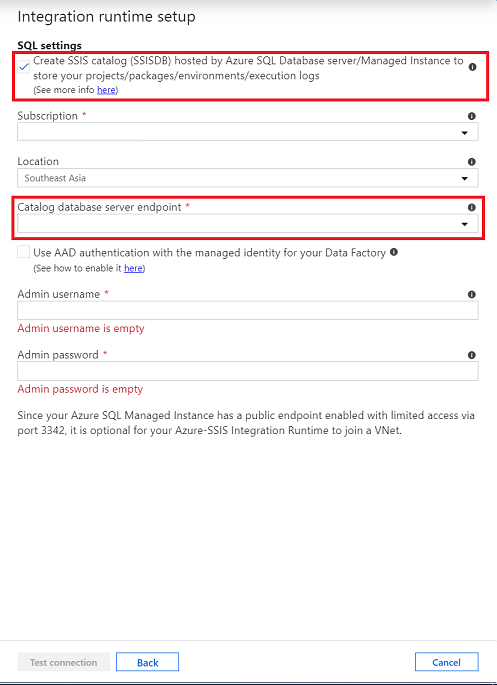 Integration runtime setup
SQL settings
Create SSIS catalog (SSISDB) hosted by Azure SQL Database server/Managed Instance to
store your projects/packages/environments/execution logs
(See more info here)
Subscription *
Location
Southeast Asia
Catalog database server endpoint *
Use AAD authentication with the managed identity for your Data Factory
(See how to enable it here)
Admin username *
Admin username is empty
Admin password *
Admin password is empty
Since your Azure SQL Managed Instance has a public endpoint enabled with limited access via
port 3342, it is optional for your Azure-SSIS Integration Runtime to join a VNet.
Test connection
Back
Cancel